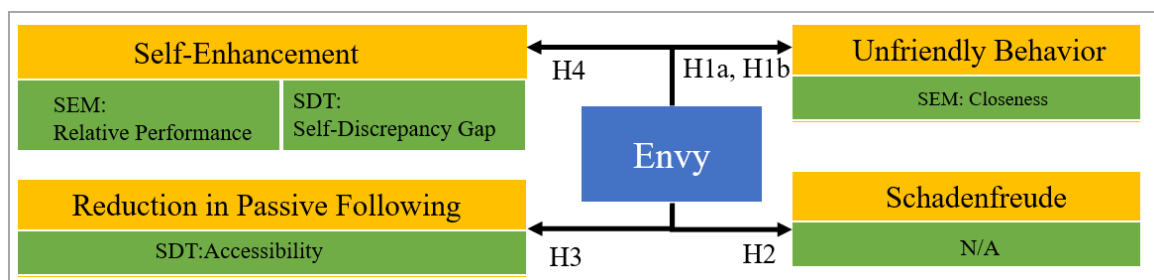 Self-Enhancement
SEM:
Relative Performance
SDT:
Self-Discrepancy Gap
H4
H1a, H1b
Unfriendly Behavior
SEM: Closeness
Envy
Reduction in Passive Following
SDT:Accessibility
H3
H2
Schadenfreude
N/A